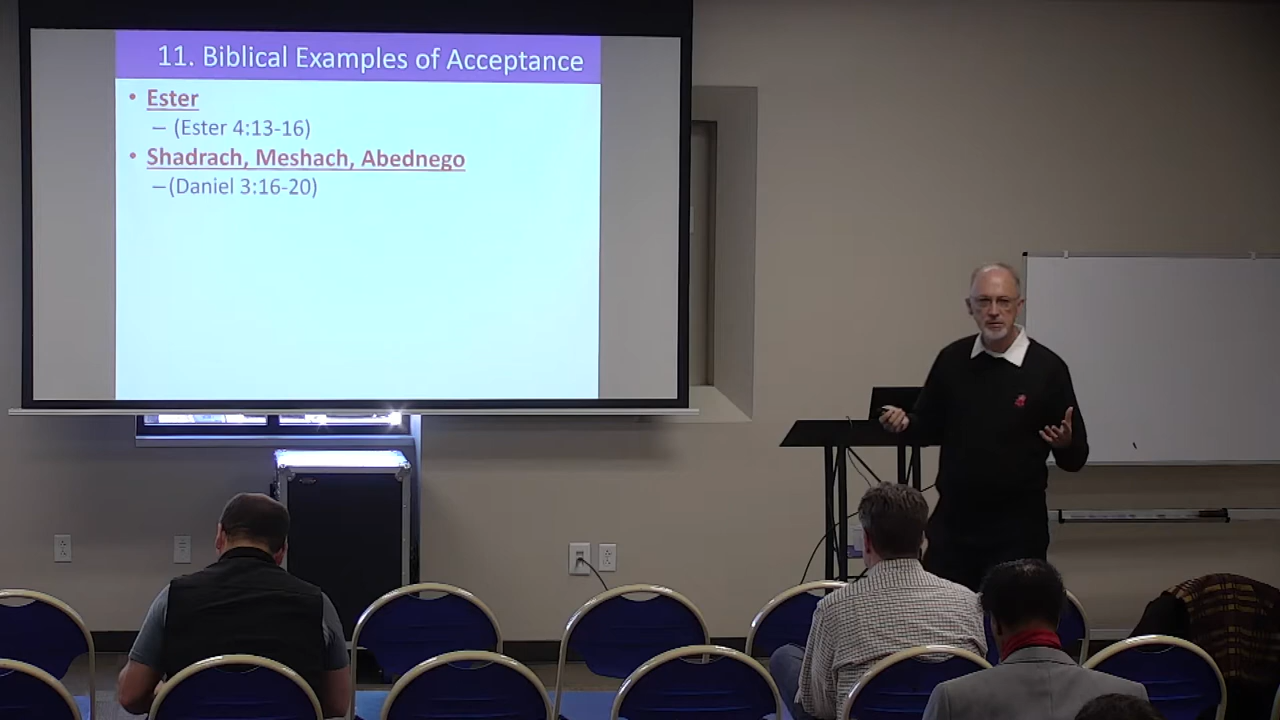 11. Biblical Examples of Acceptance
• Ester
– (Ester 4:13-16)
• Shadrach, Meshach, Abednego
–(Daniel 3:16-20)